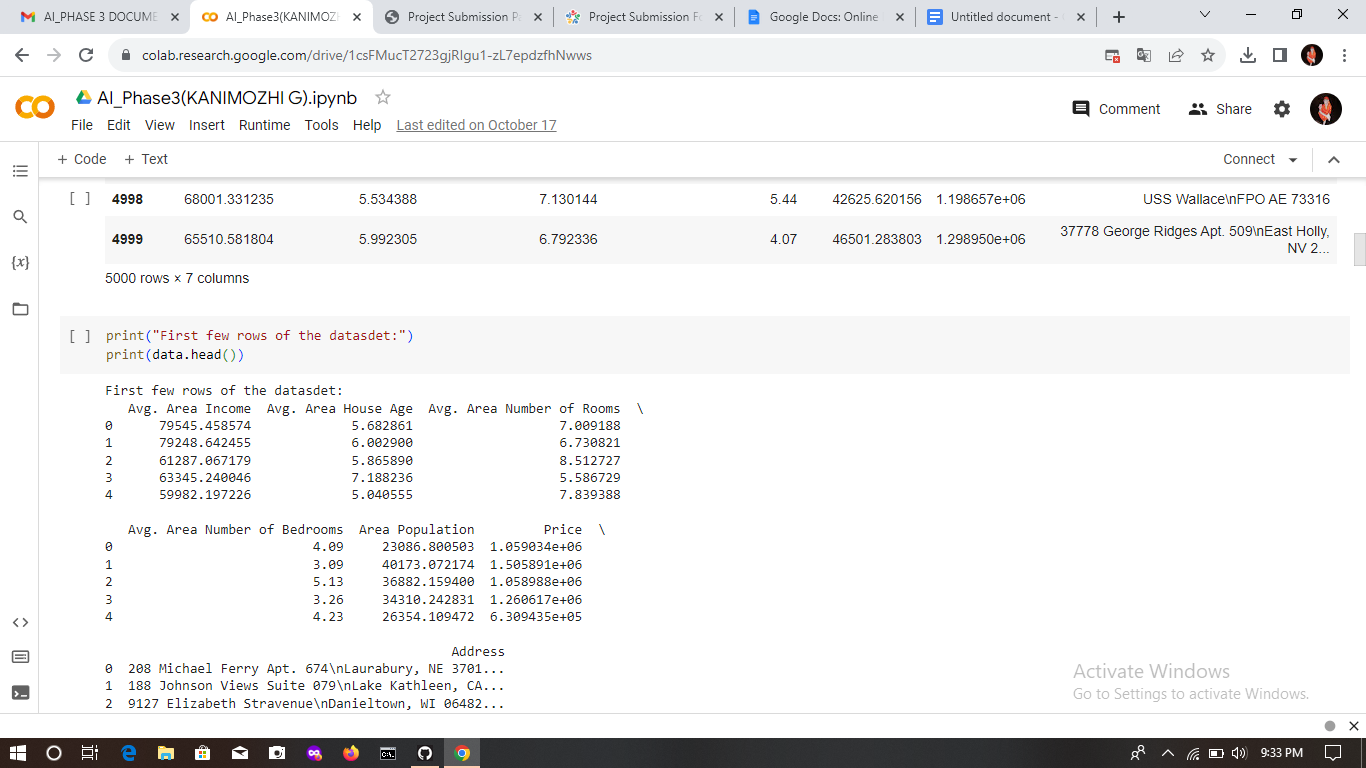 AI_PHASE 3 DOCUME
AI_Phase3(KANIMOZH
Project Submission Pa
Project Submission Fo
Google Docs: Online
Untitled document -
colab.research.google.com/drive/1csFMucT2723gjRIgu1-zL7epdzfhNwws
AI_Phase3(KANIMOZHI G).ipynb
File Edit View Insert Runtime Tools Help Last edited on October 17
Comment Share
+ Code + Text
Connect
[ ] 4998 68001.331235 5.534388 7.130144 5.44 42625.620156 1.198657e+06 USS Wallace\nFPO AE 73316
4999 65510.581804 5.992305 6.792336 4.07 46501.283803 1.298950e+06 37778 George Ridges Apt. 509\nEast Holly,
NV 2...
5000 rows × 7 columns
{x}
[ ] print("First few rows of the datasdet:")
print(data.head())
First few rows of the datasdet:
Avg. Area Income Avg. Area House Age Avg. Area Number of Rooms \
0 79545.458574 5.682861 7.009188
1 79248.642455 6.002900 6.730821
2 61287.067179 5.865890 8.512727
3 63345.240046 7.188236 5.586729
4 59982.197226 5.040555 7.839388
Avg. Area Number of Bedrooms Area Population Price \
0 4.09 23086.800503 1.059034e+06
1 3.09 40173.072174 1.505891e+06
2 5.13 36882.159400 1.058988e+06
3 3.26 34310.242831 1.260617e+06
4 4.23 26354.109472 6.309435e+05
Address
0 208 Michael Ferry Apt. 674\nLaurabury, NE 3701...
1 188 Johnson Views Suite 079\nLake Kathleen, CA...
2 9127 Elizabeth Stravenue\nDanieltown, WI 06482...
Activate Windows
Go to Settings to activate Windows.
9:33 PM